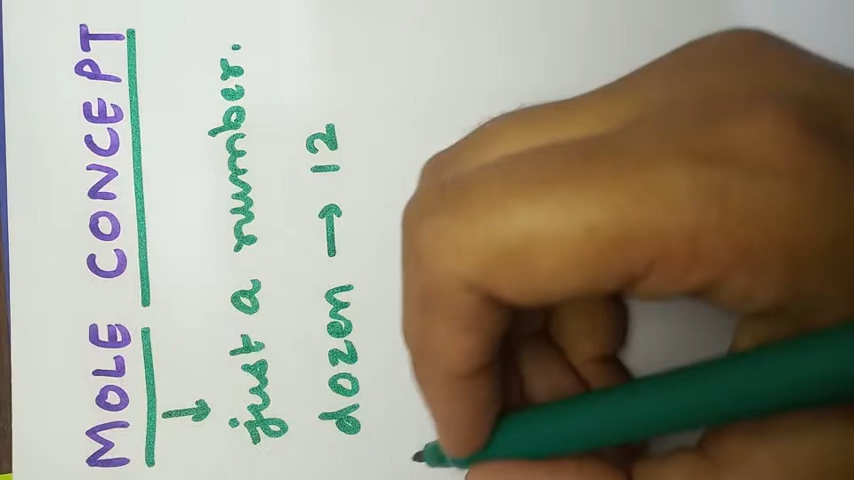 MOLE CONCEPT
↓
just a number.
dozen → 12